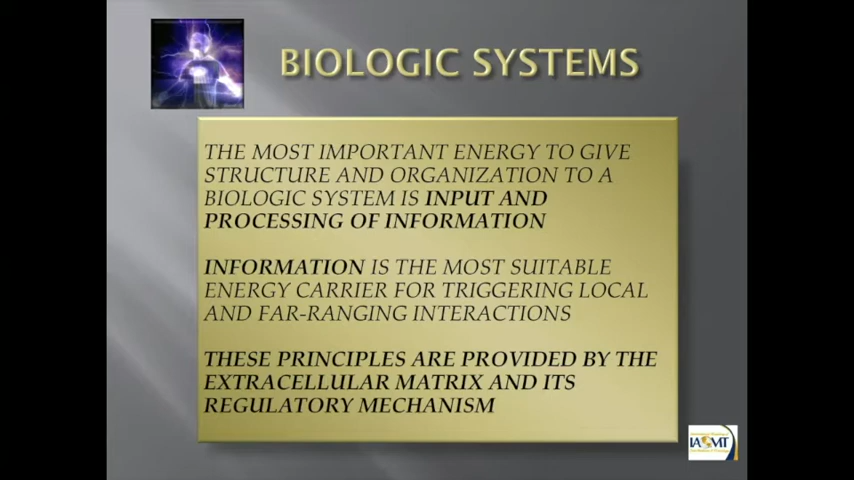 BIOLOGIC SYSTEMS
THE MOST IMPORTANT ENERGY TO GIVE
STRUCTURE AND ORGANIZATION TO A
BIOLOGIC SYSTEM IS INPUT AND
PROCESSING OF INFORMATION
INFORMATION IS THE MOST SUITABLE
ENERGY CARRIER FOR TRIGGERING LOCAL
AND FAR-RANGING INTERACTIONS
THESE PRINCIPLES ARE PROVIDED BY THE
EXTRACELLULAR MATRIX AND ITS
REGULATORY MECHANISM
IAOMT